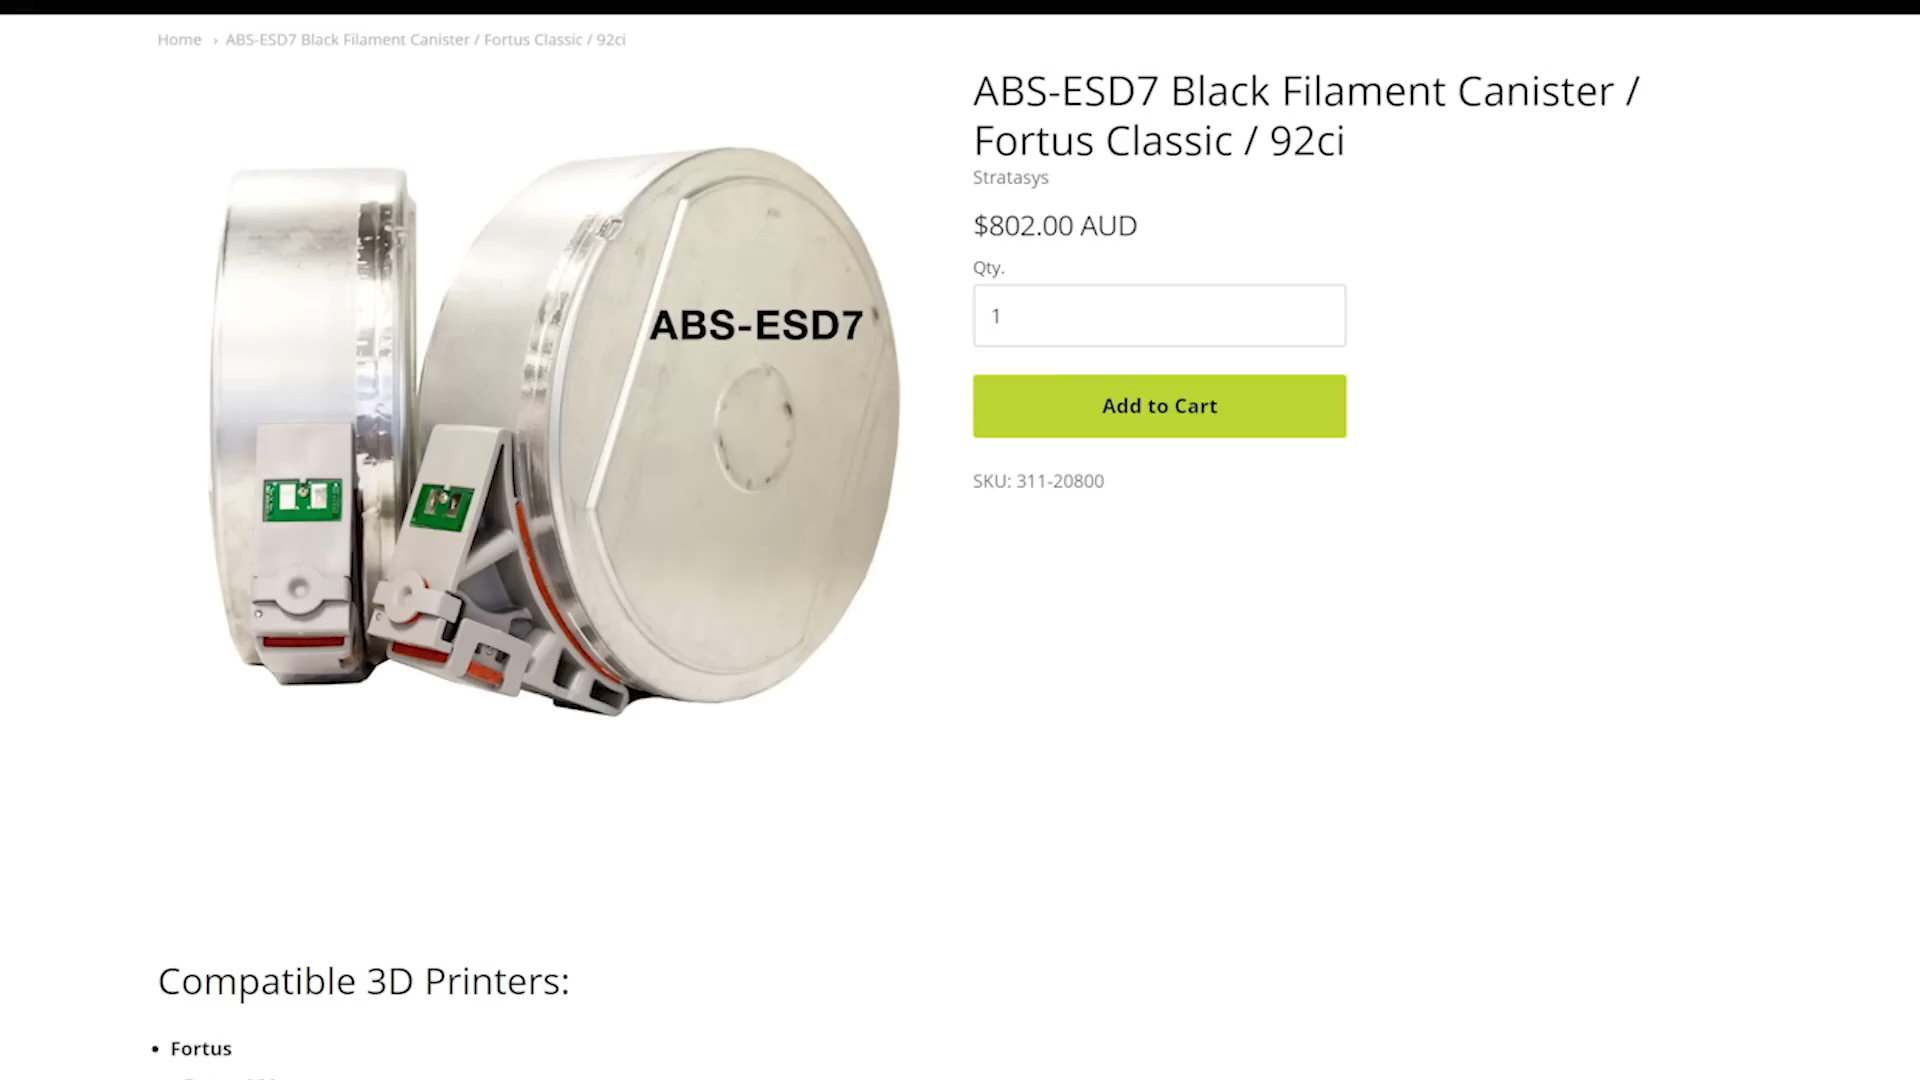 Home › ABS-ESD7 Black Filament Canister / Fortus Classic / 92ci
ABS-ESD7 Black Filament Canister /
Fortus Classic / 92ci
Stratasys
$802.00 AUD
Qty.
1
Add to Cart
SKU: 311-20800
ABS-ESD7
Compatible 3D Printers:
• Fortus